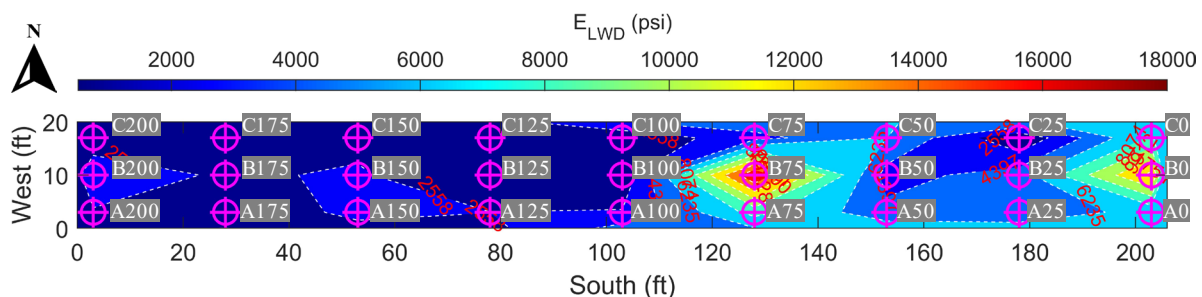 E_LWD (psi)
N
2000 4000 6000 8000 10000 12000 14000 16000 18000
20 C200 C175 C150 C125 C100 C75 C50 C25 C0
2558
West (ft)
10 B200 B175 B150 B125 B100 B75 B50 B25 B0
2558 4397 6235
A200 A175 A150 A125 A100 A75 A50 A25 A0
0
0 20 40 60 80 100 120 140 160 180 200
South (ft)